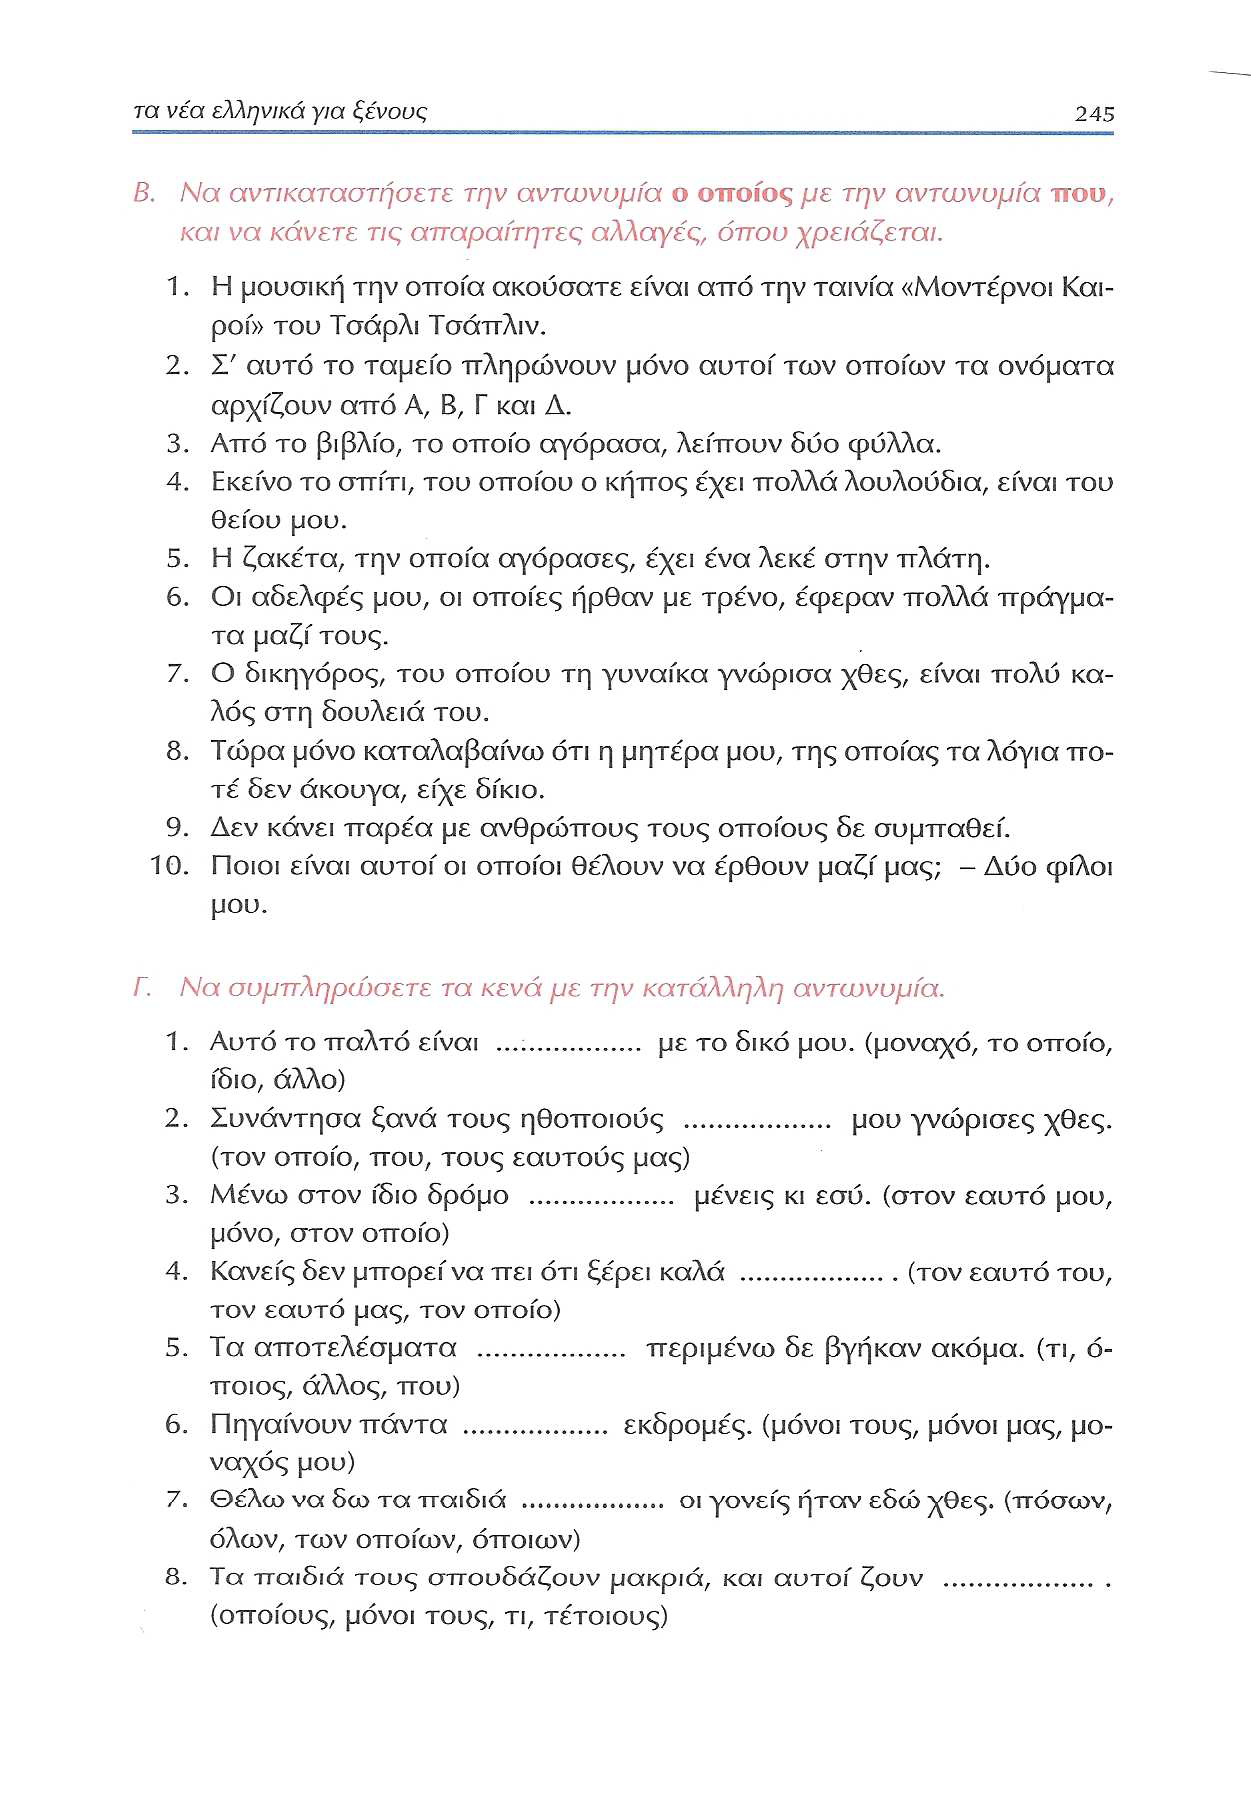 τα νέα ελληνικά για ξένους 245
Β. Να αντικαταστήσετε την αντωνυμία ο οποίος με την αντωνυμία που,
και να κάνετε τις απαραίτητες αλλαγές, όπου χρειάζεται.
1. Η μουσική την οποία ακούσατε είναι από την ταινία «Μοντέρνοι Και-
ροί» του Τσάρλι Τσάπλιν.
2. Σ' αυτό το ταμείο πληρώνουν μόνο αυτοί των οποίων τα ονόματα
αρχίζουν από Α, Β, Γ και Δ.
3. Από το βιβλίο, το οποίο αγόρασα, λείπουν δύο φύλλα.
4. Εκείνο το σπίτι, του οποίου ο κήπος έχει πολλά λουλούδια, είναι του
θείου μου.
5. Η ζακέτα, την οποία αγόρασες, έχει ένα λεκέ στην πλάτη.
6. Οι αδελφές μου, οι οποίες ήρθαν με τρένο, έφεραν πολλά πράγμα-
τα μαζί τους.
7. Ο δικηγόρος, του οποίου τη γυναίκα γνώρισα χθες, είναι πολύ κα-
λός στη δουλειά του.
8. Τώρα μόνο καταλαβαίνω ότι η μητέρα μου, της οποίας τα λόγια πο-
τέ δεν άκουγα, είχε δίκιο.
9. Δεν κάνει παρέα με ανθρώπους τους οποίους δε συμπαθεί.
10. Ποιοι είναι αυτοί οι οποίοι θέλουν να έρθουν μαζί μας; – Δύο φίλοι
μου.
Γ. Να συμπληρώσετε τα κενά με την κατάλληλη αντωνυμία.
1. Αυτό το παλτό είναι .................. με το δικό μου. (μοναχό, το οποίο,
ίδιο, άλλο)
2. Συνάντησα ξανά τους ηθοποιούς .................. μου γνώρισες χθες.
(τον οποίο, που, τους εαυτούς μας)
3. Μένω στον ίδιο δρόμο .................. μένεις κι εσύ. (στον εαυτό μου,
μόνο, στον οποίο)
4. Κανείς δεν μπορεί να πει ότι ξέρει καλά .................. . (τον εαυτό του,
τον εαυτό μας, τον οποίο)
5. Τα αποτελέσματα .................. περιμένω δε βγήκαν ακόμα. (τι, ό-
ποιος, άλλος, που)
6. Πηγαίνουν πάντα .................. εκδρομές. (μόνοι τους, μόνοι μας, μο-
ναχός μου)
7. Θέλω να δω τα παιδιά .................. οι γονείς ήταν εδώ χθες. (πόσων,
όλων, των οποίων, όποιων)
8. Τα παιδιά τους σπουδάζουν μακριά, και αυτοί ζουν .................. .
(οποίους, μόνοι τους, τι, τέτοιους)